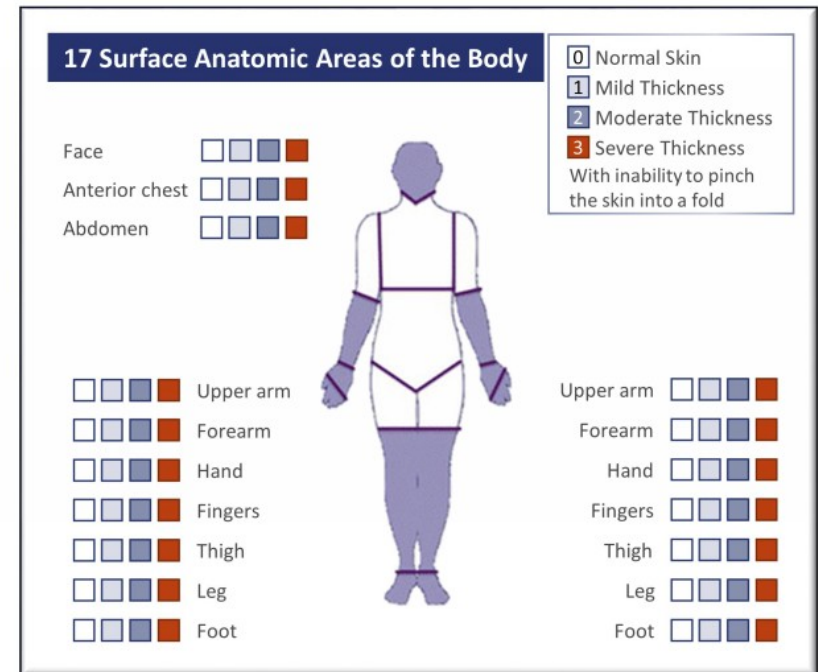 17 Surface Anatomic Areas of the Body
0 Normal Skin
1 Mild Thickness
2 Moderate Thickness
3 Severe Thickness
With inability to pinch
the skin into a fold
Face
Anterior chest
Abdomen
Upper arm
Forearm
Hand
Fingers
Thigh
Leg
Foot
Upper arm
Forearm
Hand
Fingers
Thigh
Leg
Foot